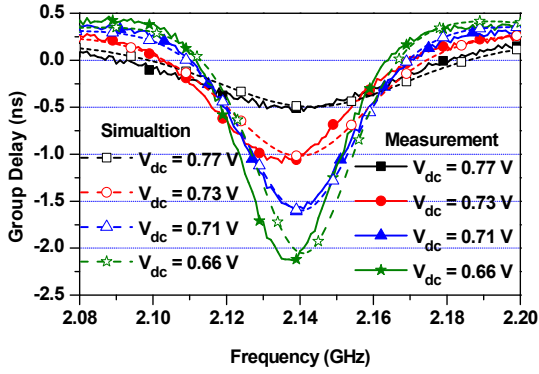 0.5
0.0
-0.5
-1.0
-1.5
-2.0
-2.5
Group Delay (ns)
Simualtion
V_dc = 0.77 V
V_dc = 0.73 V
V_dc = 0.71 V
V_dc = 0.66 V
Measurement
V_dc = 0.77 V
V_dc = 0.73 V
V_dc = 0.71 V
V_dc = 0.66 V
2.08 2.10 2.12 2.14 2.16 2.18 2.20
Frequency (GHz)